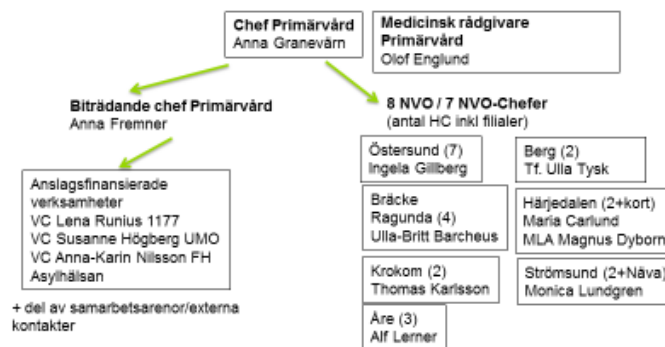 Chef Primärvård
Anna Granevärn
Medicinsk rådgivare
Primärvård
Olof Englund
Biträdande chef Primärvård
Anna Fremner
8 NVO / 7 NVO-Chefer
(antal HC inkl filialer)
Anslagsfinansierade
verksamheter
VC Lena Runius 1177
VC Susanne Högberg UMO
VC Anna-Karin Nilsson FH
Asylhälsan
+ del av samarbetsarenor/externa
kontakter
Östersund (7)
Ingela Gillberg
Berg (2)
Tf. Ulla Tysk
Bräcke
Ragunda (4)
Ulla-Britt Barcheus
Härjedalen (2+kort)
Maria Carlund
MLA Magnus Dyborn
Krokom (2)
Thomas Karlsson
Strömsund (2+Nåva)
Monica Lundgren
Åre (3)
Alf Lerner